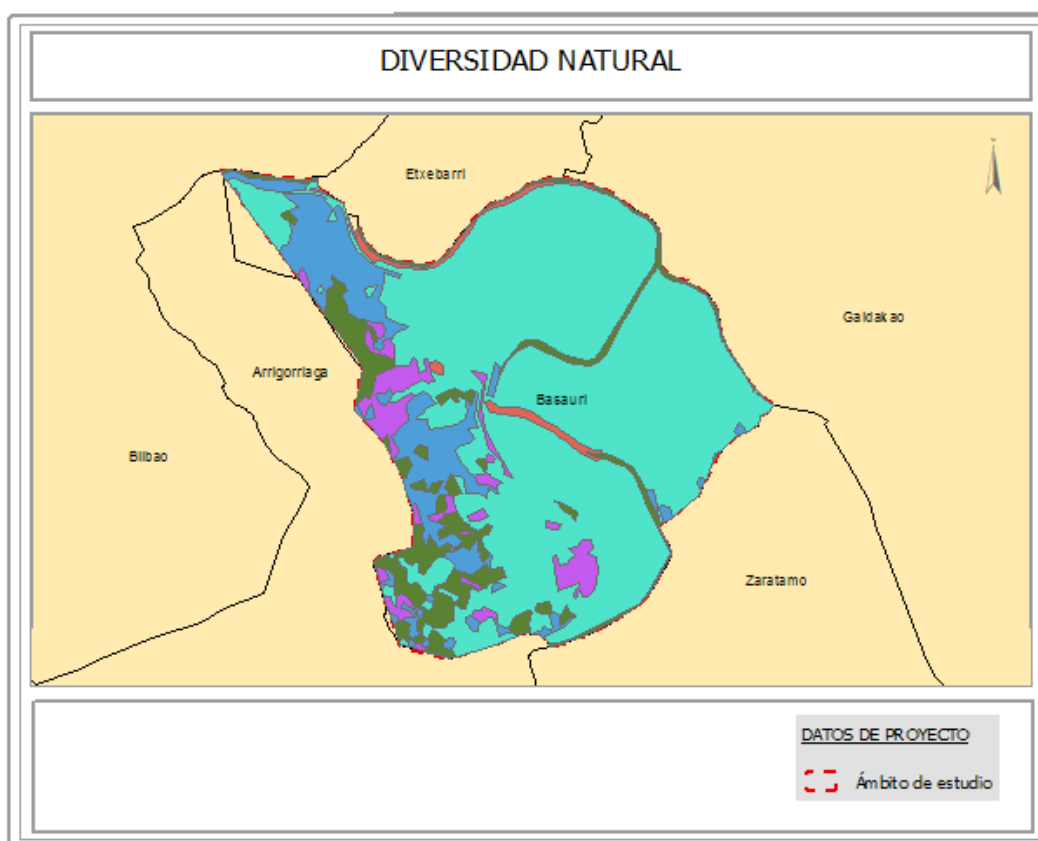 DIVERSIDAD NATURAL
Etxebarri
Galdakao
Arrigorriaga
Basauri
Bilbao
Zaratamo
DATOS DE PROYECTO
Ámbito de estudio